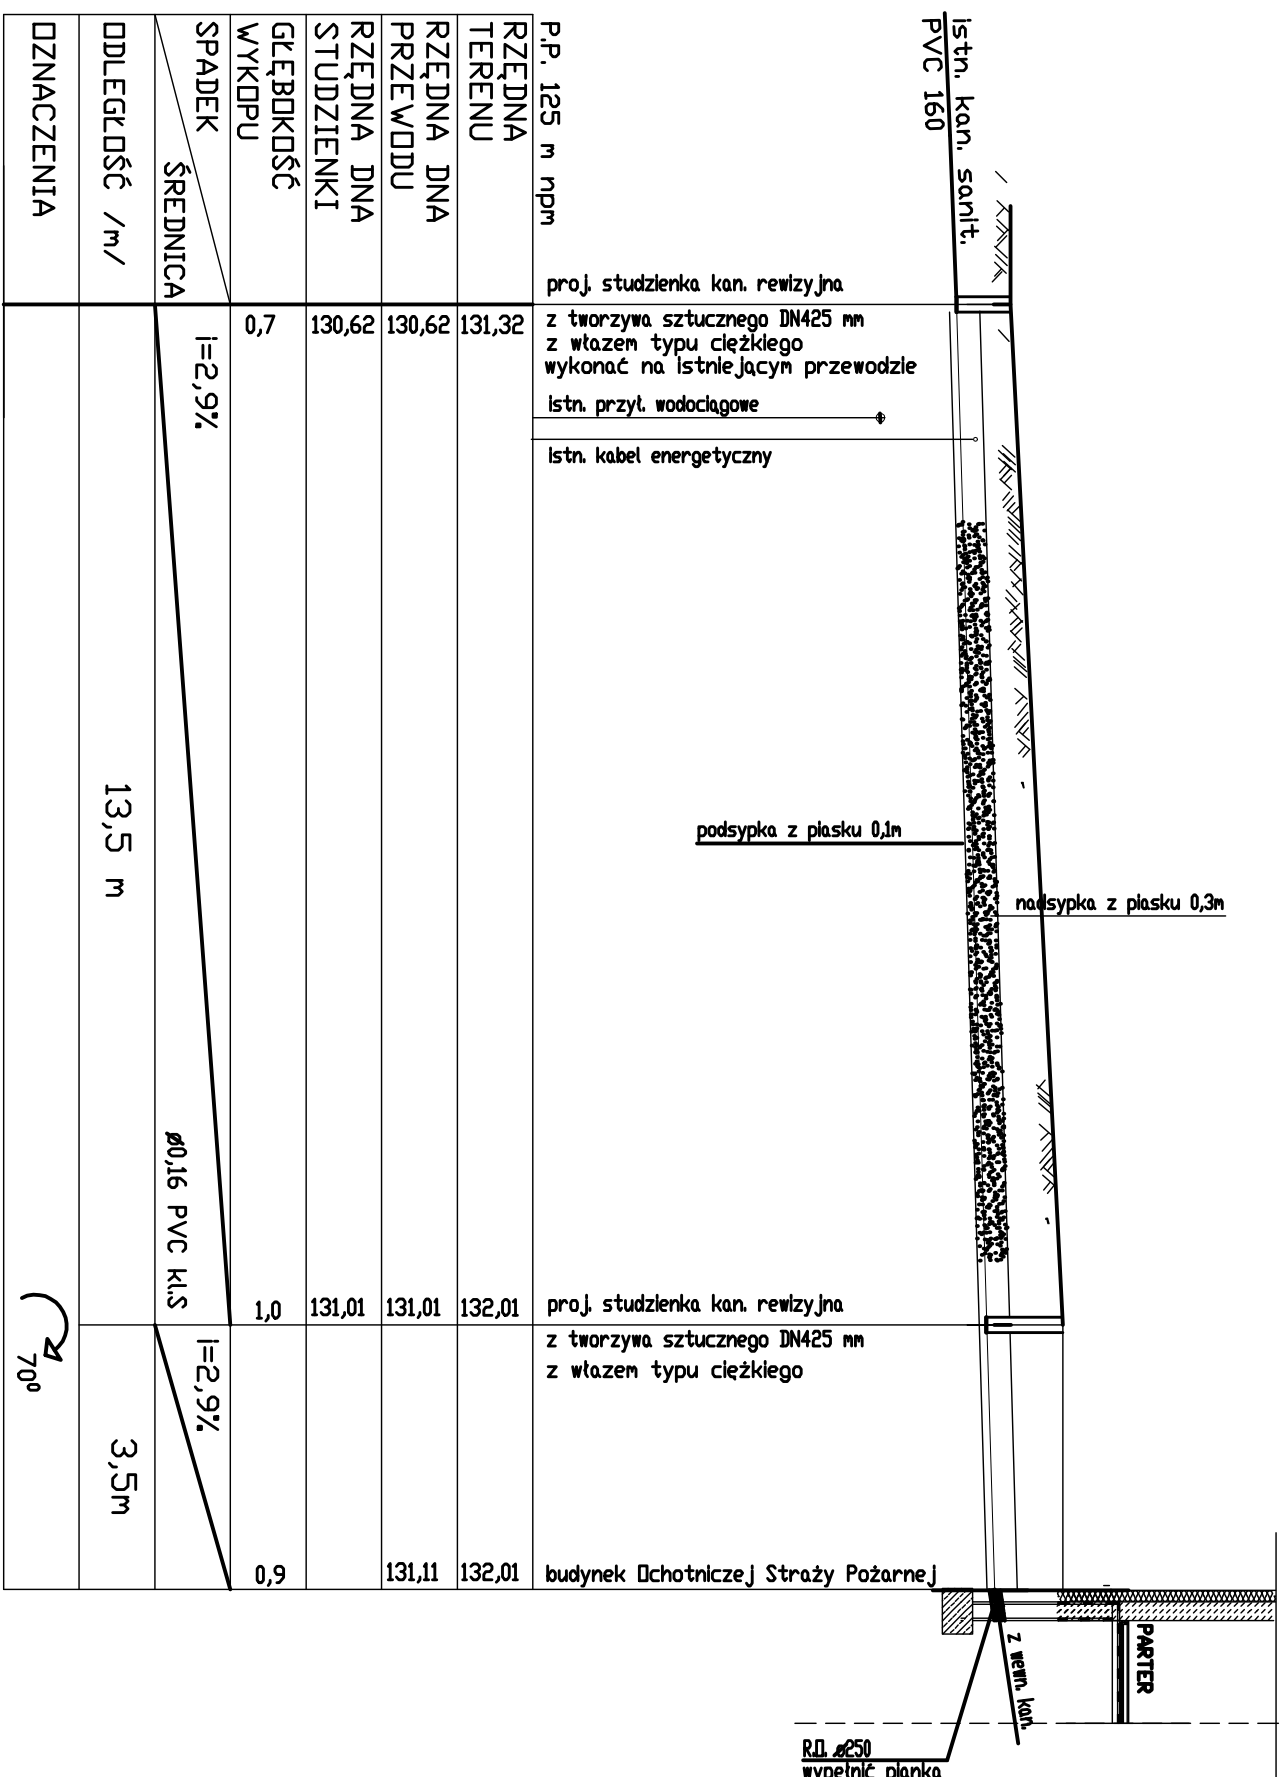 istn. kan. sanit.
PVC 160
P.P. 125 m npm
RZĘDNA
TERENU
RZĘDNA DNA
PRZEWODU
RZĘDNA DNA
STUDZIENKI
GŁĘBOKOŚĆ
WYKOPU
SPADEK
ŚREDNICA
ODLEGŁOŚĆ /m/
OZNACZENIA
proj. studzienka kan. rewizyjna
z tworzywa sztucznego DN425 mm
z włazem typu ciężkiego
wykonać na istniejącym przewodzie
istn. przył. wodociągowe
istn. kabel energetyczny
0,7 130,62 130,62 131,32
i=2,9%
podsypka z piasku 0,1m
nadsypka z piasku 0,3m
13,5 m
ø0,16 PVC kl.S
1,0 131,01 131,01 132,01
proj. studzienka kan. rewizyjna
z tworzywa sztucznego DN425 mm
z włazem typu ciężkiego
i=2,9%
70⁰
3,5m
0,9 131,11 132,01
budynek Ochotniczej Straży Pożarnej
PARTER
z wewn. kan.
R.O. ø250
wypełnić pianką